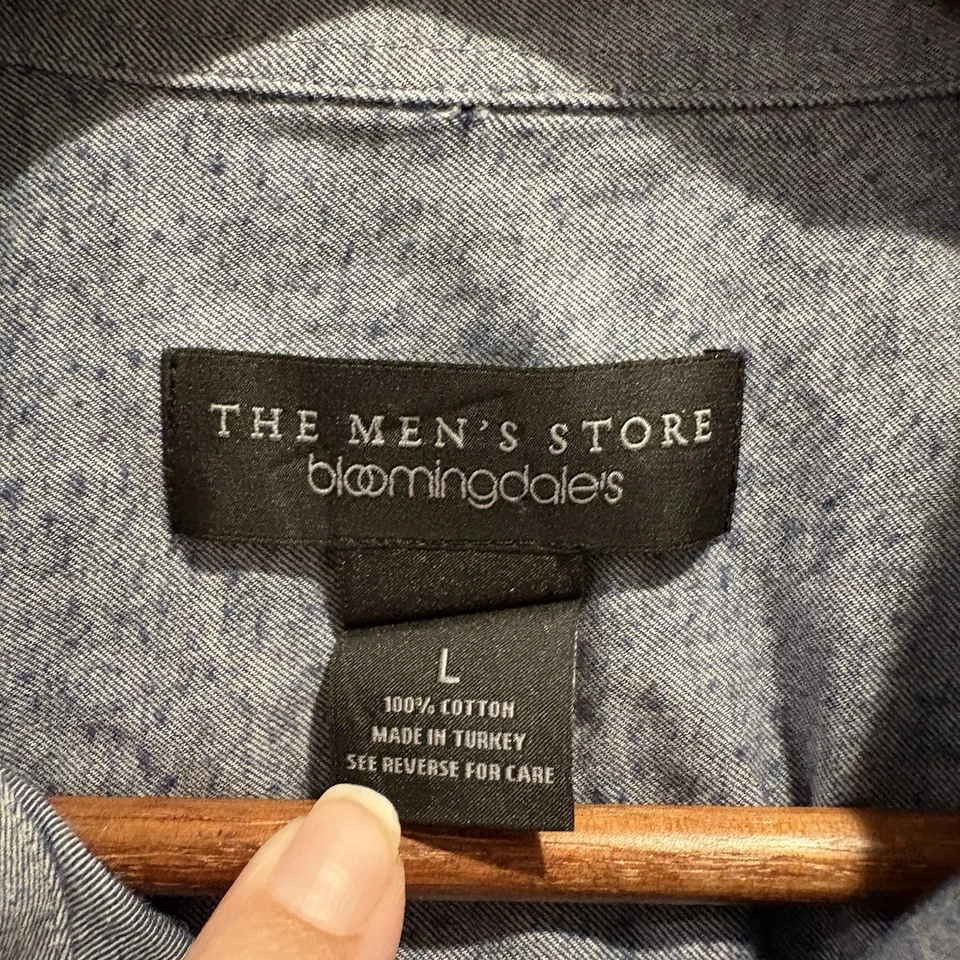 THE MEN'S STORE
bloomingdale's
L
100% COTTON
MADE IN TURKEY
SEE REVERSE FOR CARE